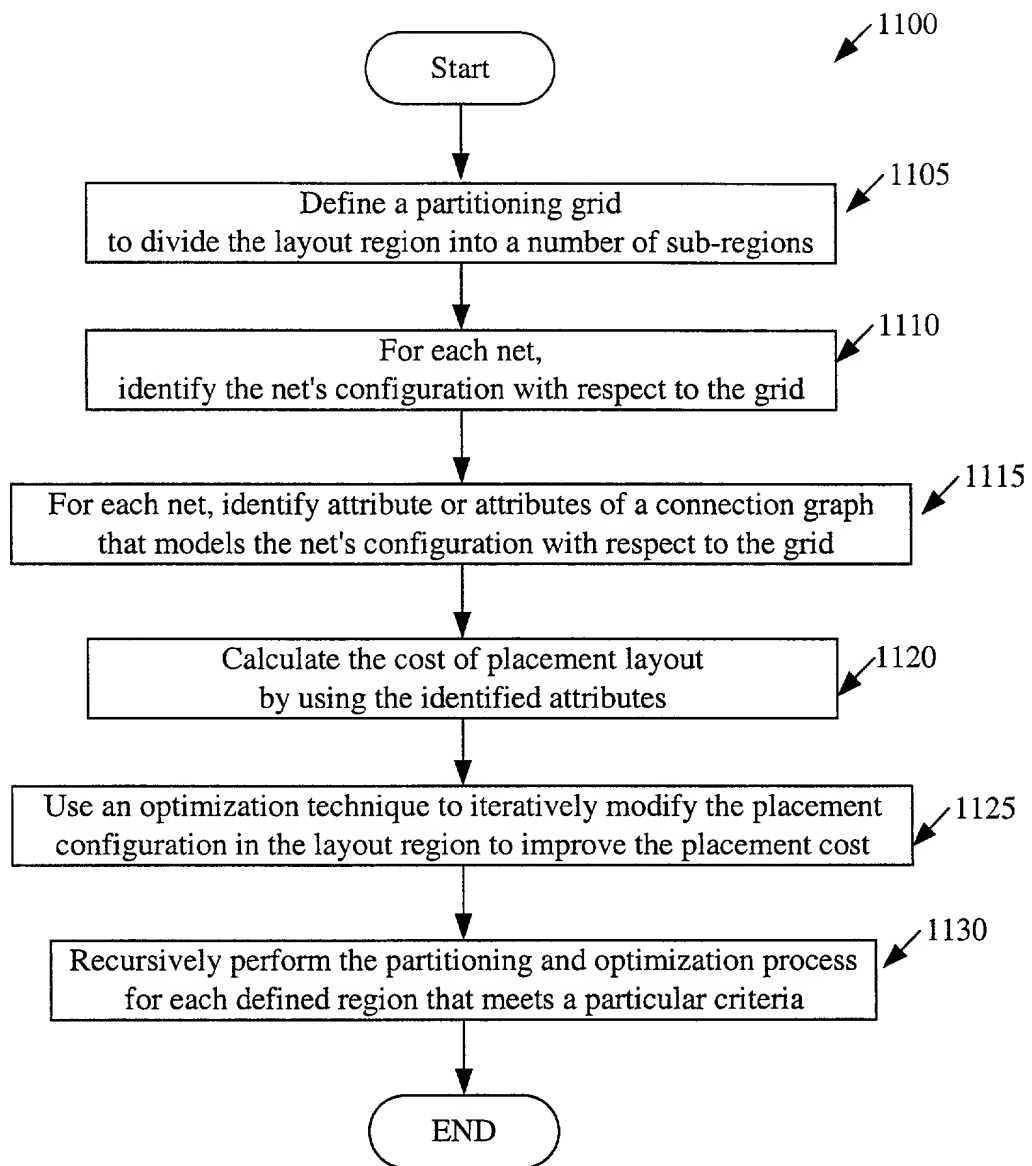 1100
Start
1105
Define a partitioning grid
to divide the layout region into a number of sub-regions
1110
For each net,
identify the net's configuration with respect to the grid
1115
For each net, identify attribute or attributes of a connection graph
that models the net's configuration with respect to the grid
1120
Calculate the cost of placement layout
by using the identified attributes
1125
Use an optimization technique to iteratively modify the placement
configuration in the layout region to improve the placement cost
1130
Recursively perform the partitioning and optimization process
for each defined region that meets a particular criteria
END